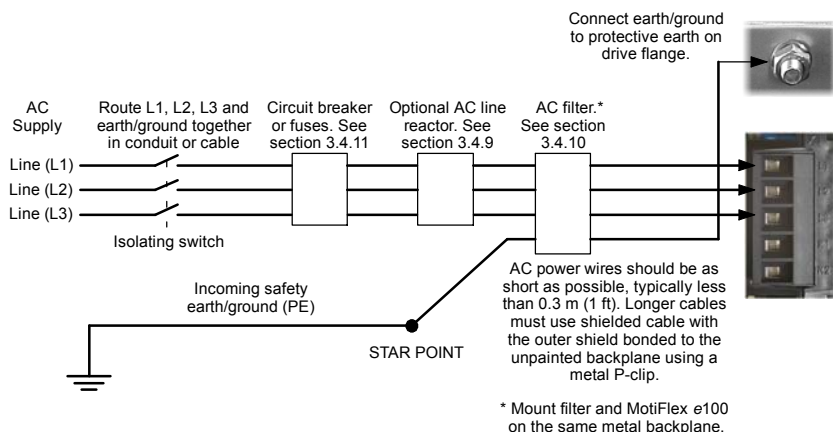 Connect earth/ground
to protective earth on
drive flange.
AC
Supply
Route L1, L2, L3 and
earth/ground together
in conduit or cable
Circuit breaker
or fuses. See
section 3.4.11
Optional AC line
reactor. See
section 3.4.9
AC filter.*
See section
3.4.10
Line (L1)
Line (L2)
Line (L3)
Isolating switch
Incoming safety
earth/ground (PE)
STAR POINT
AC power wires should be as
short as possible, typically less
than 0.3 m (1 ft). Longer cables
must use shielded cable with
the outer shield bonded to the
unpainted backplane using a
metal P-clip.
* Mount filter and MotiFlex e100
on the same metal backplane.